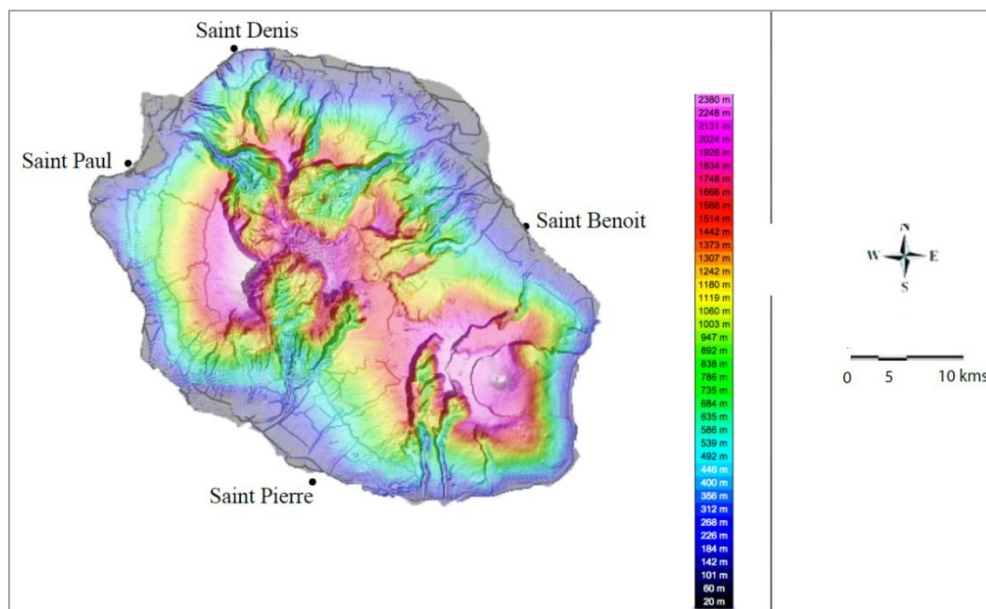 Saint Denis
Saint Paul
Saint Benoit
Saint Pierre
2380 m
2248 m
2131 m
2024 m
1926 m
1834 m
1748 m
1666 m
1588 m
1514 m
1442 m
1373 m
1307 m
1242 m
1180 m
1119 m
1060 m
1003 m
947 m
892 m
838 m
786 m
735 m
684 m
635 m
586 m
539 m
492 m
446 m
400 m
356 m
312 m
268 m
226 m
184 m
142 m
101 m
60 m
20 m
N
W E
S
0 5 10 kms